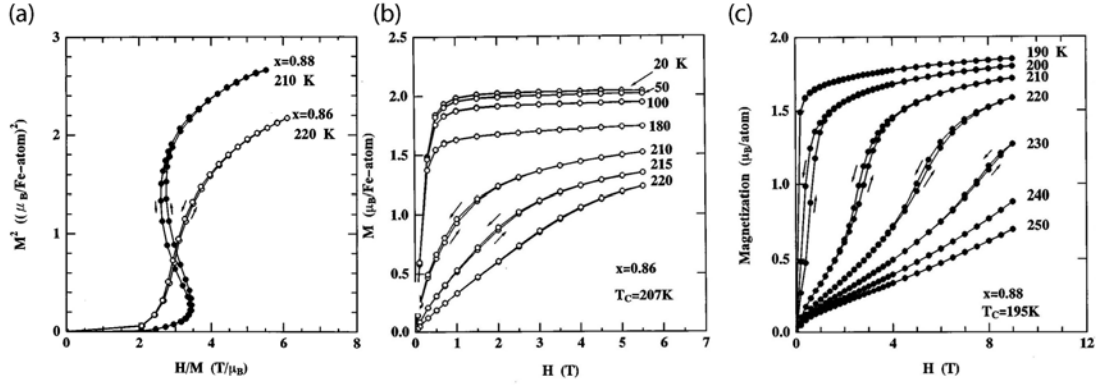 (a)
3
2
1
0
0
2
4
6
8
M² ((μB/Fe−atom)²)
H/M (T/μB)
x=0.88
210 K
x=0.86
220 K
(b)
2.5
2.0
1.5
1.0
0.5
0.0
0
1
2
3
4
5
6
7
M (μB/Fe−atom)
H (T)
20 K
50
100
180
210
215
220
x=0.86
TC=207K
(c)
2.0
1.5
1.0
0.5
0.0
0
4
8
12
Magnetization (μB/atom)
H (T)
190 K
200
210
220
230
240
250
x=0.88
TC=195K